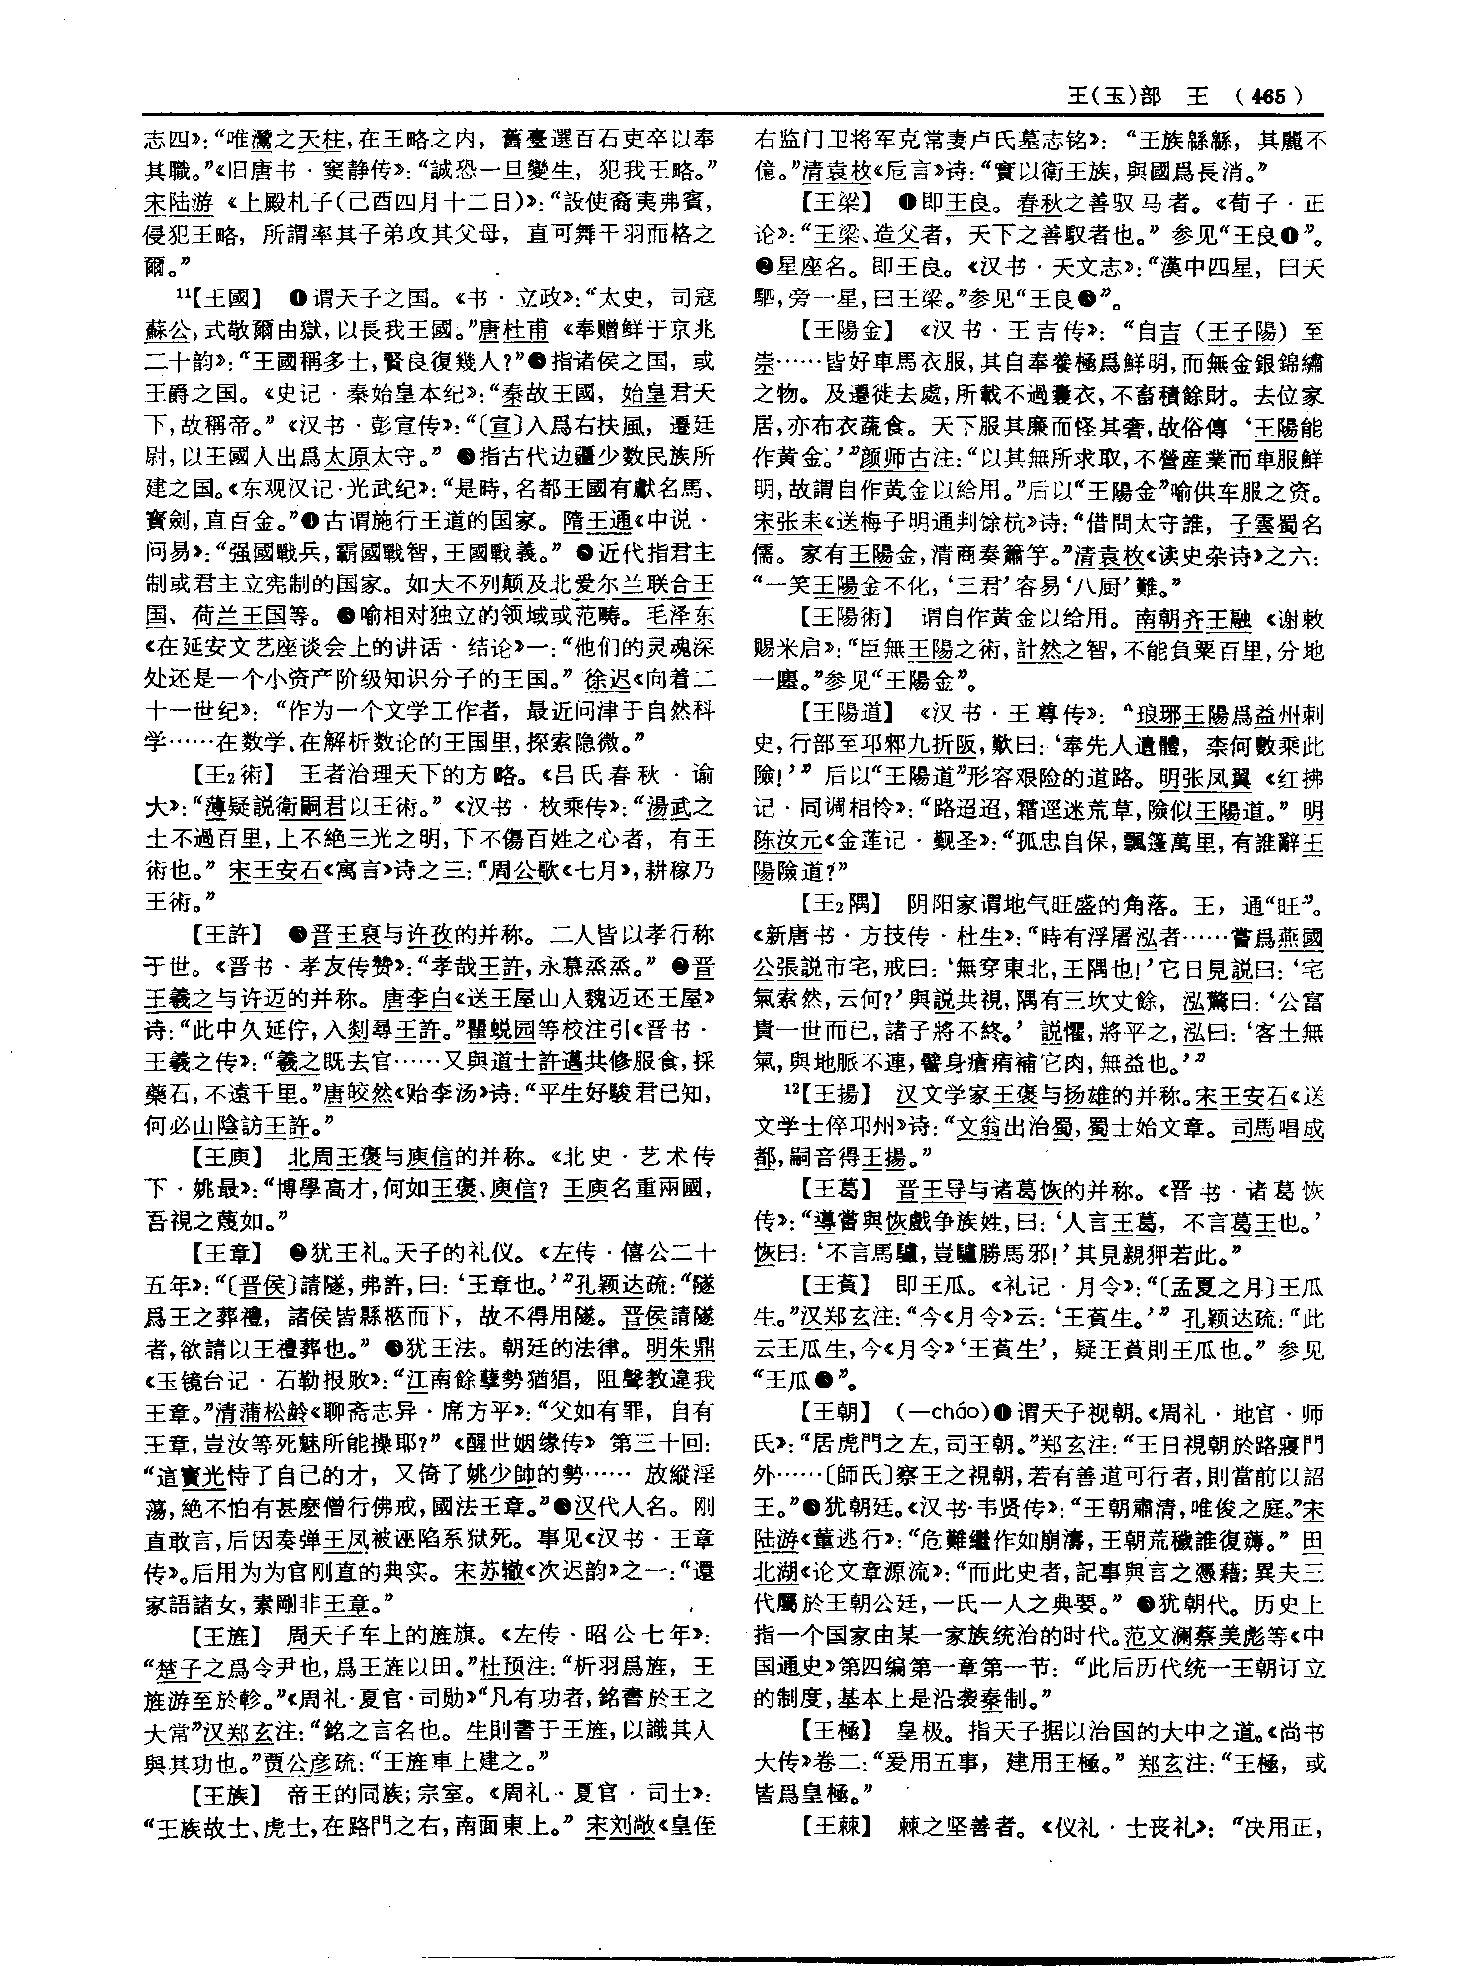 王(玉)部 王 (465)
志四》：“唯灊之天柱，在王略之内，舊臺選百石吏卒以奉
其職。”《旧唐书·窦静传》：“誠恐一旦變生，犯我王略。”
宋陆游《上殿札子(己酉四月十二日)》：“設使裔夷弗賓，
侵犯王略，所謂率其子弟攻其父母，直可舞干羽而格之
爾。”
11【王國】 ❶谓天子之国。《书·立政》：“太史，司寇
蘇公，式敬爾由獄，以長我王國。”唐杜甫《奉赠鲜于京兆
二十韵》：“王國稱多士，賢良復幾人？”❷指诸侯之国，或
王爵之国。《史记·秦始皇本纪》：“秦故王國，始皇君天
下，故稱帝。”《汉书·彭宣传》：“〔宣〕入爲右扶風，遷廷
尉，以王國人出爲太原太守。”❸指古代边疆少数民族所
建之国。《东观汉记·光武纪》：“是時，名都王國有獻名馬、
寶劍，直百金。”❹古谓施行王道的国家。隋王通《中说·
问易》：“强國戰兵，霸國戰智，王國戰義。”❺近代指君主
制或君主立宪制的国家。如大不列颠及北爱尔兰联合王
国、荷兰王国等。❻喻相对独立的领域或范畴。毛泽东
《在延安文艺座谈会上的讲话·结论》一：“他们的灵魂深
处还是一个小资产阶级知识分子的王国。”徐迟《向着二
十一世纪》：“作为一个文学工作者，最近问津于自然科
学……在数学、在解析数论的王国里，探索隐微。”
【王2術】 王者治理天下的方略。《吕氏春秋·谕
大》：“薄疑説衛嗣君以王術。”《汉书·枚乘传》：“湯武之
土不過百里，上不絶三光之明，下不傷百姓之心者，有王
術也。”宋王安石《寓言》诗之三：“周公歌《七月》，耕稼乃
王術。”
【王許】 ❶晋王裒与许孜的并称。二人皆以孝行称
于世。《晋书·孝友传赞》：“孝哉王許，永慕烝烝。”❷晋
王羲之与许迈的并称。唐李白《送王屋山人魏迈还王屋》
诗：“此中久延佇，入剡尋王許。”瞿蜕园等校注引《晋书·
王羲之传》：“羲之既去官……又與道士許邁共修服食，採
藥石，不遠千里。”唐皎然《贻李汤》诗：“平生好駿君已知，
何必山陰訪王許。”
【王庾】 北周王褒与庾信的并称。《北史·艺术传
下·姚最》：“博學高才，何如王褒、庾信？王庾名重兩國，
吾視之蔑如。”
【王章】 ❶犹王礼。天子的礼仪。《左传·僖公二十
五年》：“〔晋侯〕請隧，弗許，曰：‘王章也。’”孔颖达疏：“隧
爲王之葬禮，諸侯皆縣柩而下，故不得用隧。晋侯請隧
者，欲請以王禮葬也。”❷犹王法。朝廷的法律。明朱鼎
《玉镜台记·石勒报败》：“江南餘孽勢猶猖，阻聲教違我
王章。”清蒲松龄《聊斋志异·席方平》：“父如有罪，自有
王章，豈汝等死魅所能操耶？”《醒世姻缘传》第三十回：
“這寶光恃了自己的才，又倚了姚少帥的勢……放縱淫
蕩，絶不怕有甚麽僧行佛戒，國法王章。”❸汉代人名。刚
直敢言，后因奏弹王凤被诬陷系狱死。事见《汉书·王章
传》。后用为为官刚直的典实。宋苏辙《次迟韵》之一：“還
家語諸女，素剛非王章。”
【王旌】 周天子车上的旌旗。《左传·昭公七年》：
“楚子之爲令尹也，爲王旌以田。”杜预注：“析羽爲旌，王
旌游至於軫。”《周礼·夏官·司勋》“凡有功者，銘書於王之
大常”汉郑玄注：“銘之言名也。生則書于王旌，以識其人
與其功也。”贾公彦疏：“王旌車上建之。”
【王族】 帝王的同族；宗室。《周礼·夏官·司士》：
“王族故士、虎士，在路門之右，南面東上。”宋刘敞《皇侄
右监门卫将军克常妻卢氏墓志铭》：“王族緜緜，其麗不
億。”清袁枚《卮言》诗：“實以衛王族，與國爲長消。”
【王梁】 ❶即王良。春秋之善驭马者。《荀子·正
论》：“王梁、造父者，天下之善馭者也。”参见“王良❶”。
❷星座名。即王良。《汉书·天文志》：“漢中四星，曰天
駟，旁一星，曰王梁。”参见“王良❷”。
【王陽金】 《汉书·王吉传》：“自吉（王子陽）至
崇……皆好車馬衣服，其自奉養極爲鮮明，而無金銀錦繡
之物。及遷徙去處，所載不過囊衣，不畜積餘財。去位家
居，亦布衣蔬食。天下服其廉而怪其奢，故俗傳‘王陽能
作黄金。’”颜师古注：“以其無所求取，不營産業而車服鮮
明，故謂自作黄金以給用。”后以“王陽金”喻供车服之资。
宋张耒《送梅子明通判馀杭》诗：“借問太守誰，子雲蜀名
儒。家有王陽金，清商奏簫竽。”清袁枚《读史杂诗》之六：
“一笑王陽金不化，‘三君’容易‘八厨’難。”
【王陽術】 谓自作黄金以给用。南朝齐王融《谢敕
赐米启》：“臣無王陽之術，計然之智，不能負粟百里，分地
一廛。”参见“王陽金”。
【王陽道】 《汉书·王尊传》：“琅邪王陽爲益州刺
史，行部至邛郲九折阪，歎曰：‘奉先人遺體，柰何數乘此
險！’”后以“王陽道”形容艰险的道路。明张凤翼《红拂
记·同调相怜》：“路迢迢，霜逕迷荒草，險似王陽道。”明
陈汝元《金莲记·觐圣》：“孤忠自保，飄蓬萬里，有誰辭王
陽險道？”
【王2隅】 阴阳家谓地气旺盛的角落。王，通“旺”。
《新唐书·方技传·杜生》：“時有浮屠泓者……嘗爲燕國
公張説市宅，戒曰：‘無穿東北，王隅也！’它日見説曰：‘宅
氣索然，云何？’與説共視，隅有三坎丈餘，泓驚曰：‘公富
貴一世而已，諸子將不終。’説懼，將平之，泓曰：‘客土無
氣，與地脈不連，譬身瘡痏補它肉，無益也。’”
12【王揚】 汉文学家王褒与扬雄的并称。宋王安石《送
文学士倅邛州》诗：“文翁出治蜀，蜀士始文章。司馬唱成
都，嗣音得王揚。”
【王葛】 晋王导与诸葛恢的并称。《晋书·诸葛恢
传》：“導嘗與恢戲争族姓，曰：‘人言王葛，不言葛王也。’
恢曰：‘不言馬驢，豈驢勝馬邪！’其見親狎若此。”
【王萯】 即王瓜。《礼记·月令》：“〔孟夏之月〕王瓜
生。”汉郑玄注：“今《月令》云：‘王萯生。’”孔颖达疏：“此
云王瓜生，今《月令》‘王萯生’，疑王萯則王瓜也。”参见
“王瓜❶”。
【王朝】 (—cháo)❶谓天子视朝。《周礼·地官·师
氏》：“居虎門之左，司王朝。”郑玄注：“王日視朝於路寢門
外……〔師氏〕察王之視朝，若有善道可行者，則當前以詔
王。”❷犹朝廷。《汉书·韦贤传》：“王朝肅清，唯俊之庭。”宋
陆游《董逃行》：“危難繼作如崩濤，王朝荒穢誰復薅。”田
北湖《论文章源流》：“而此史者，記事與言之憑藉；異夫三
代屬於王朝公廷，一氏一人之典要。”❸犹朝代。历史上
指一个国家由某一家族统治的时代。范文澜蔡美彪等《中
国通史》第四编第一章第一节：“此后历代统一王朝订立
的制度，基本上是沿袭秦制。”
【王極】 皇极。指天子据以治国的大中之道。《尚书
大传》卷二：“爰用五事，建用王極。”郑玄注：“王極，或
皆爲皇極。”
【王棘】 棘之坚善者。《仪礼·士丧礼》：“决用正，